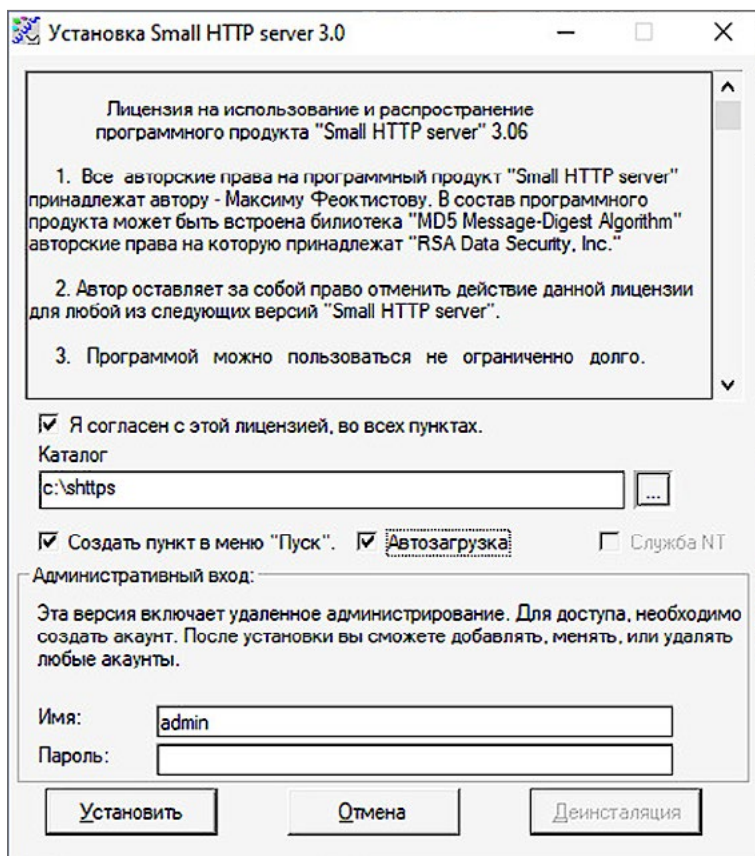 Установка Small HTTP server 3.0
Лицензия на использование и распространение
программного продукта "Small HTTP server" 3.06
1. Все авторские права на программный продукт "Small HTTP server"
принадлежат автору - Максиму Феоктистову. В состав программного
продукта может быть встроена билиотека "MD5 Message-Digest Algorithm"
авторские права на которую принадлежат "RSA Data Security, Inc."
2. Автор оставляет за собой право отменить действие данной лицензии
для любой из следующих версий "Small HTTP server".
3. Программой можно пользоваться не ограниченно долго.
Я согласен с этой лицензией, во всех пунктах.
Каталог
c:\shttps
...
Создать пункт в меню "Пуск". Автозагрузка Служба NT
Административный вход:
Эта версия включает удаленное администрирование. Для доступа, необходимо
создать акаунт. После установки вы сможете добавлять, менять, или удалять
любые акаунты.
Имя: admin
Пароль:
Установить Отмена Деинсталяция